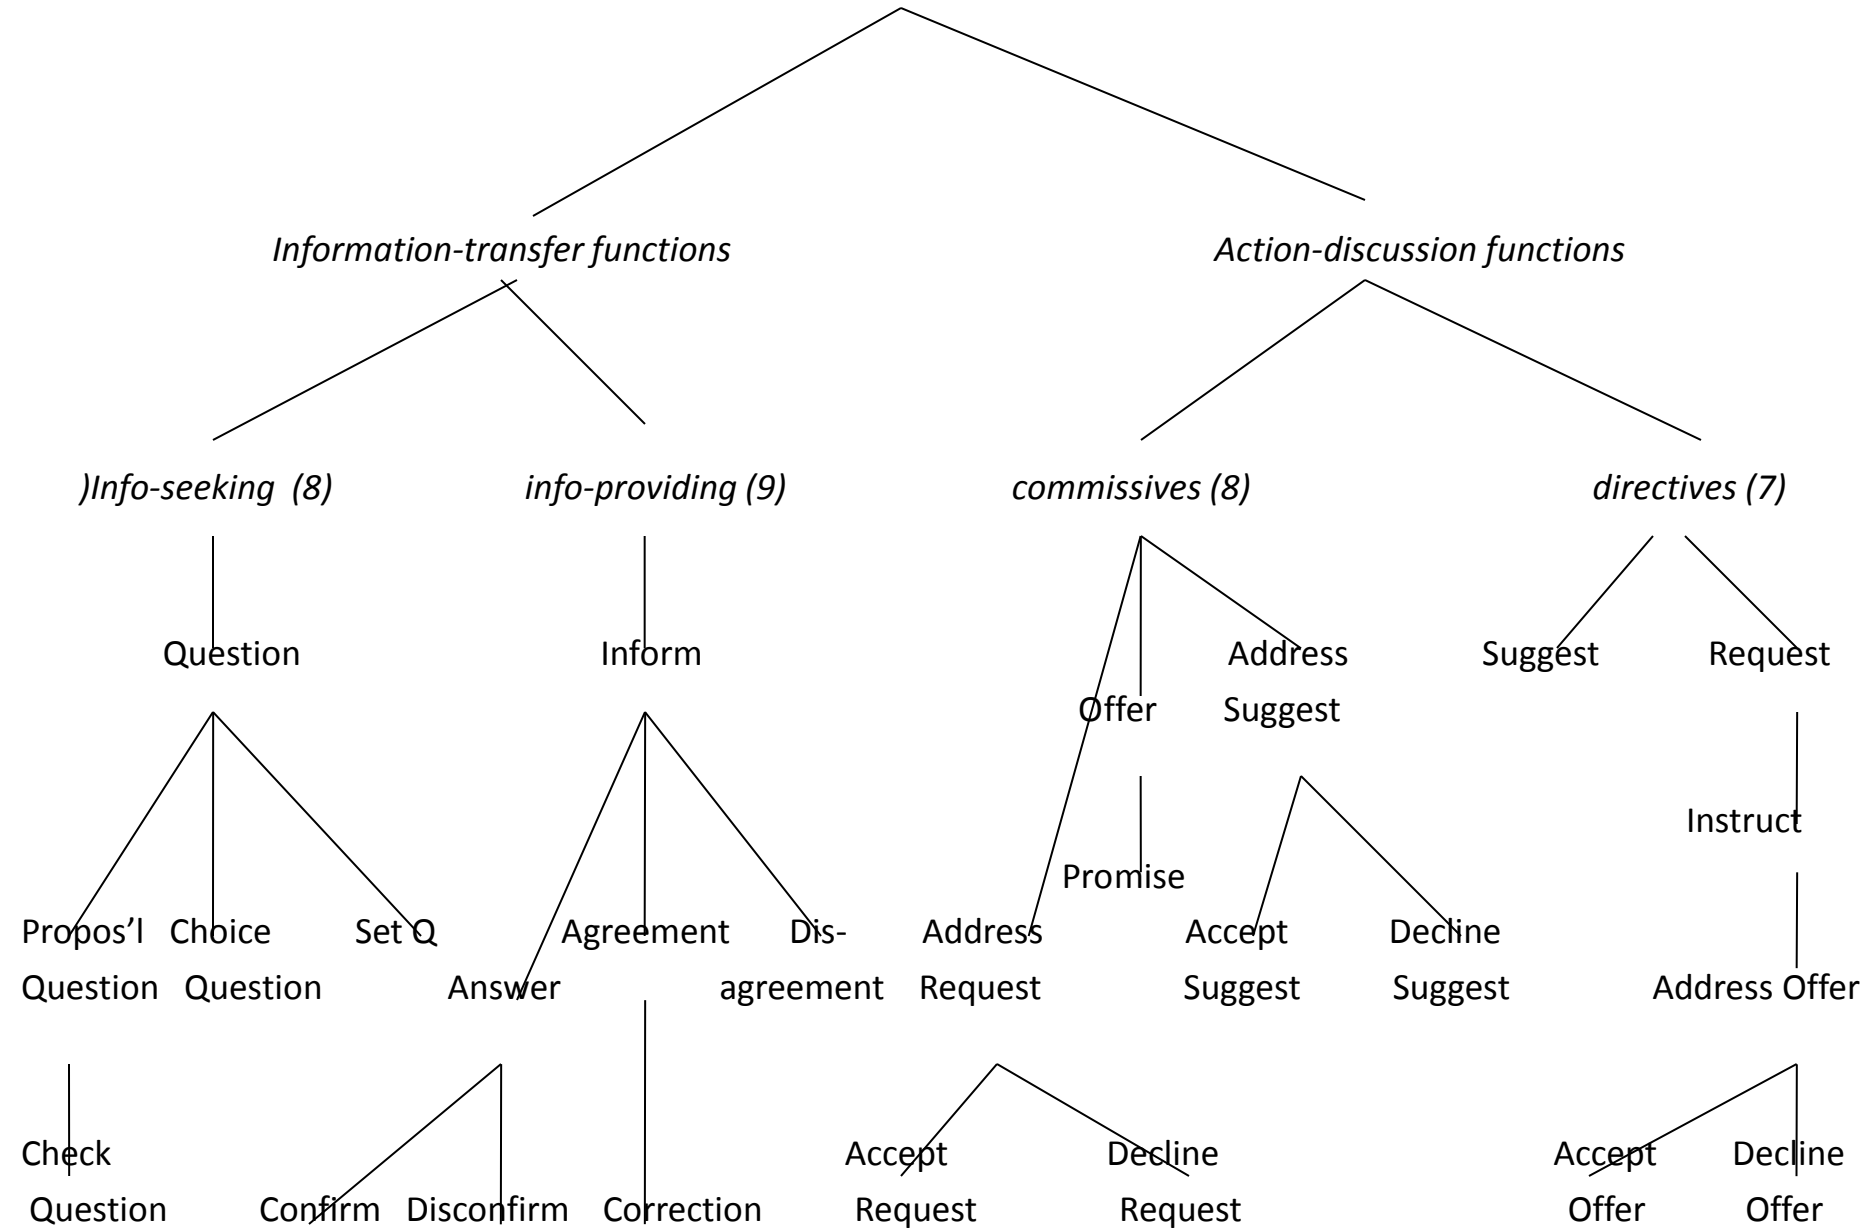 Information-transfer functions Action-discussion functions
)Info-seeking (8) info-providing (9) commissives (8) directives (7)
Question Inform Address Suggest Request
Offer Suggest
Instruct
Promise
Propos’l Choice Set Q Agreement Dis- Address Accept Decline
Question Question Answer agreement Request Suggest Suggest Address Offer
Check Accept Decline Accept Decline
Question Confirm Disconfirm Correction Request Request Offer Offer